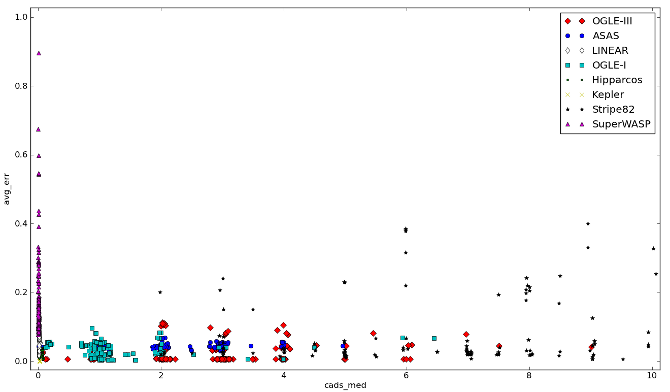 1.0
0.8
0.6
0.4
0.2
0.0
avg_err
0 2 4 6 8 10
cads_med
OGLE-III
ASAS
LINEAR
OGLE-I
Hipparcos
Kepler
Stripe82
SuperWASP